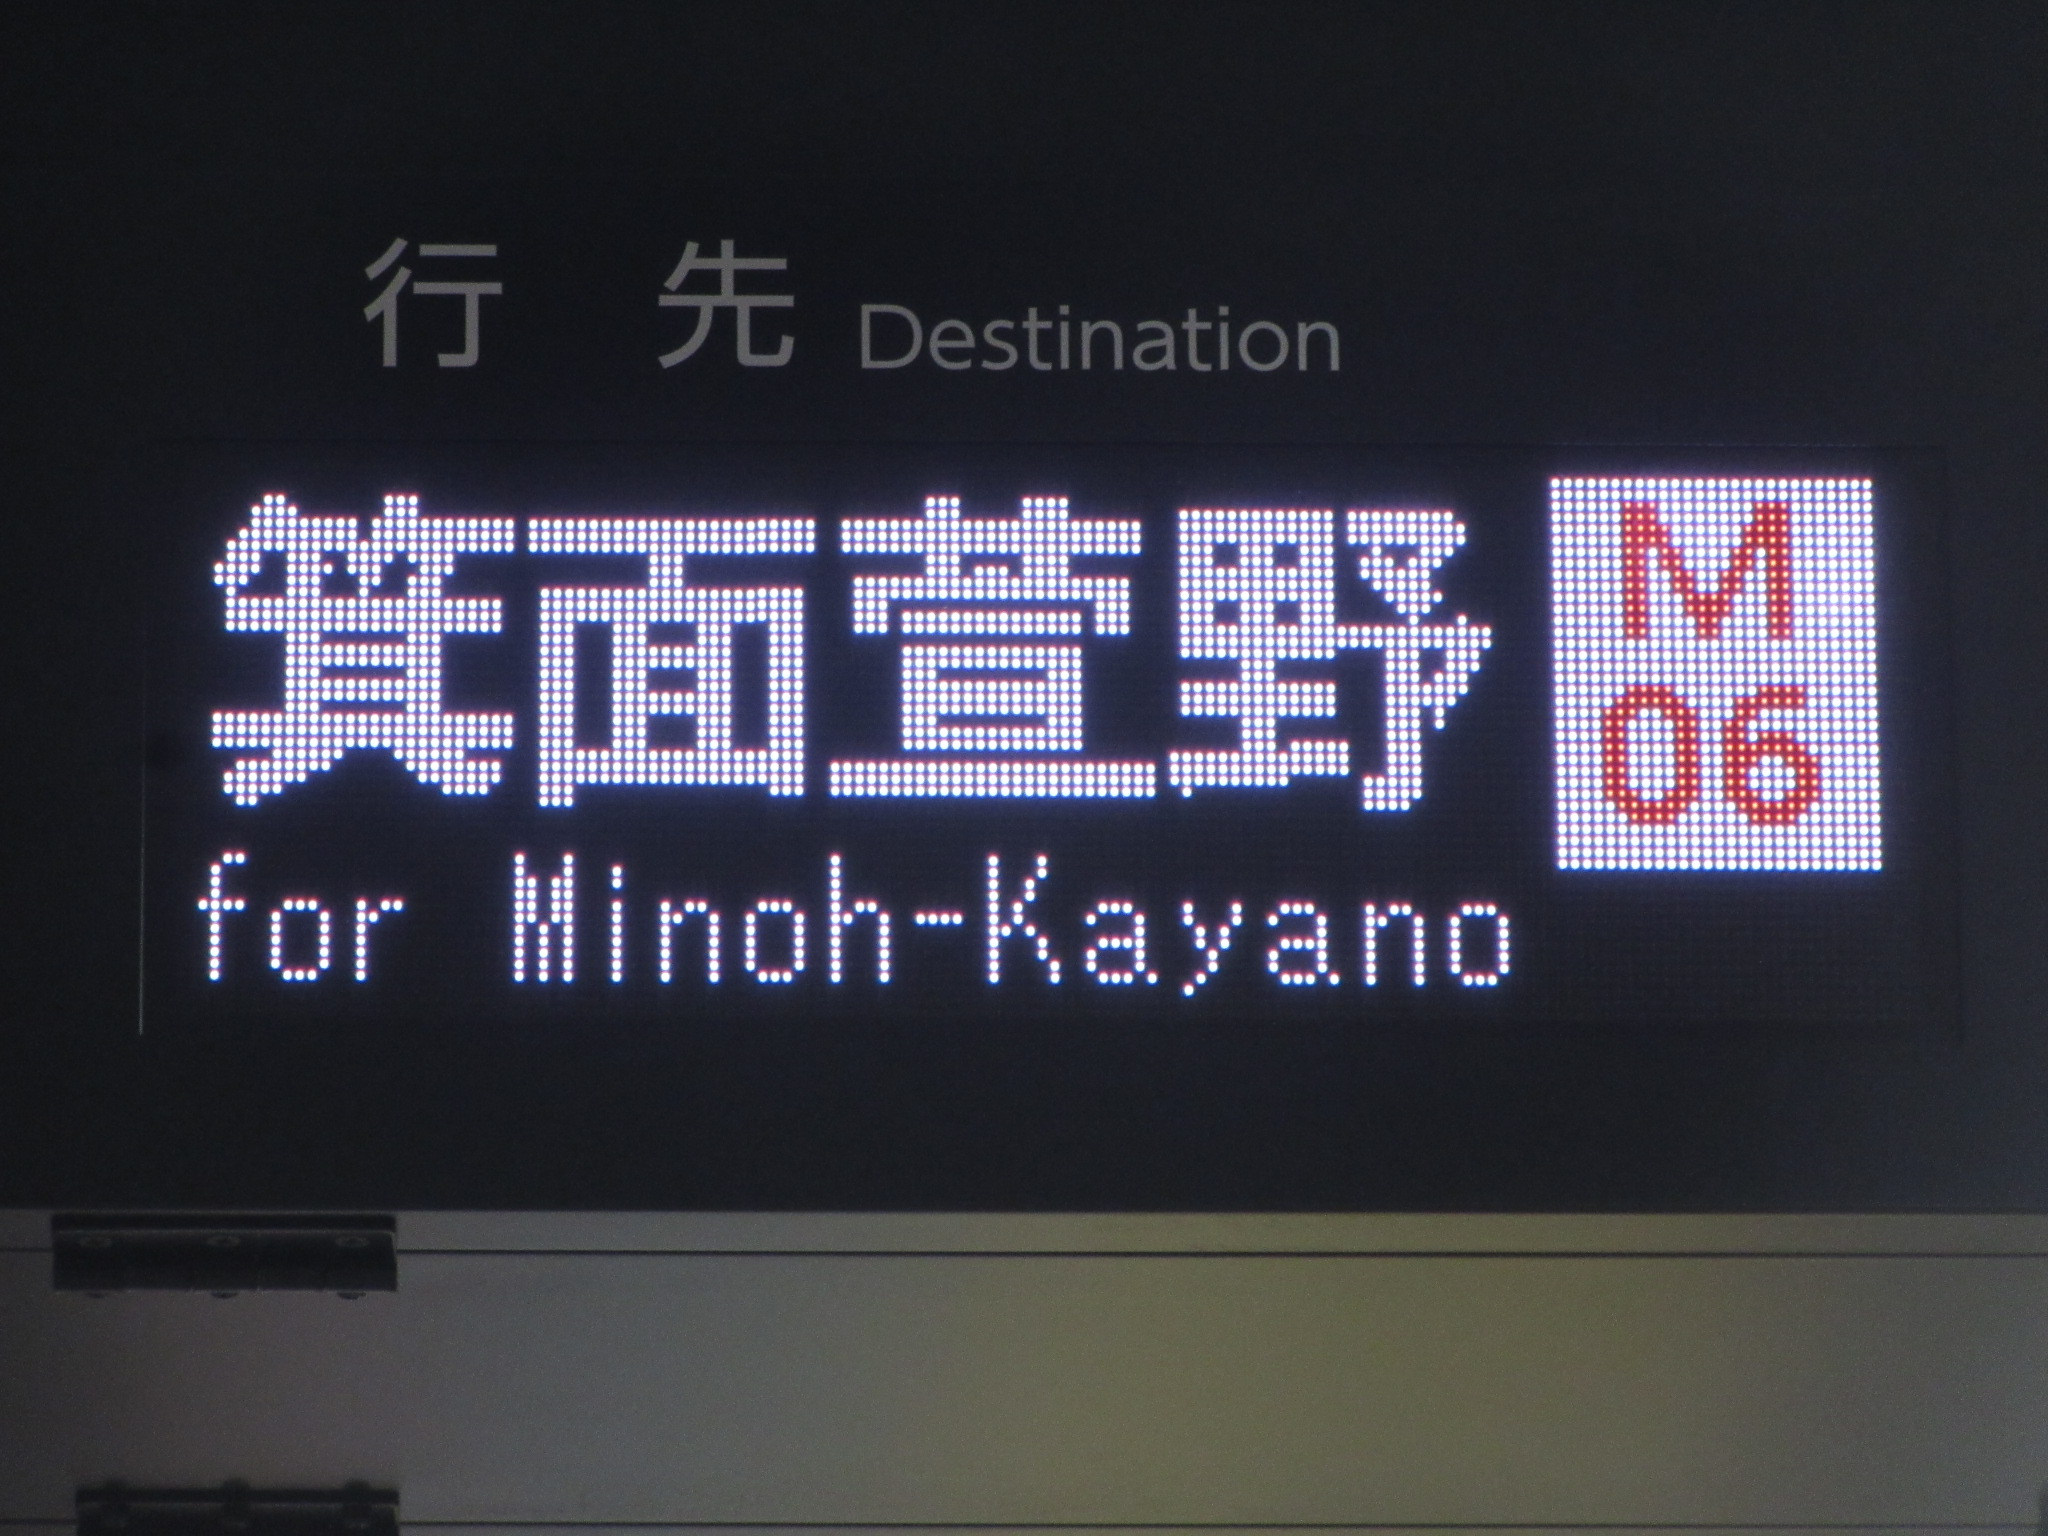 行先 Destination
箕面萱野
M
06
for Minoh-Kayano